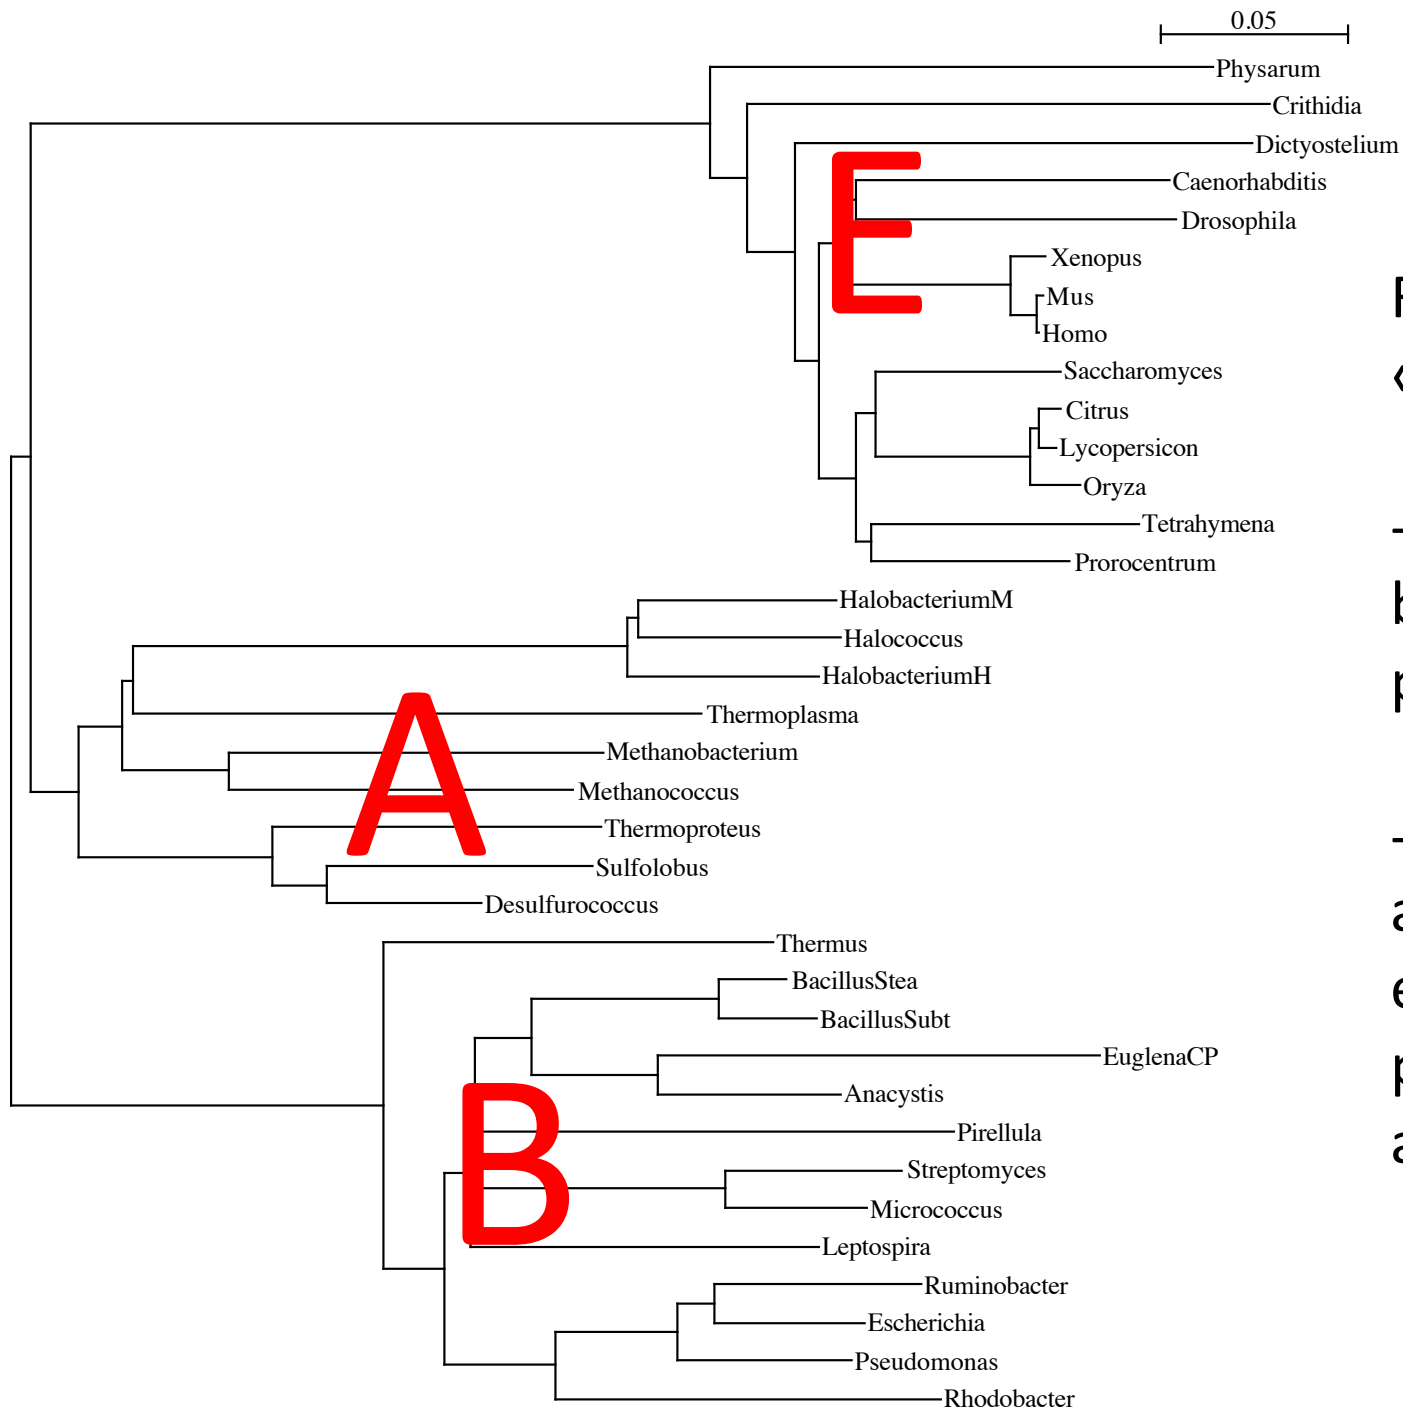 0.05
Physarum
Crithidia
Dictyostelium
E
Caenorhabditis
Drosophila
Xenopus
Mus
Homo
Saccharomyces
Citrus
Lycopersicon
Oryza
Tetrahymena
Prorocentrum
HalobacteriumM
Halococcus
HalobacteriumH
A
Thermoplasma
Methanobacterium
Methanococcus
Thermoproteus
Sulfolobus
Desulfurococcus
Thermus
BacillusStea
BacillusSubt
EuglenaCP
Anacystis
B
Pirellula
Streptomyces
Micrococcus
Leptospira
Ruminobacter
Escherichia
Pseudomonas
Rhodobacter